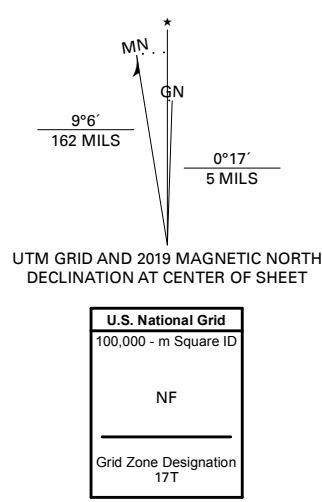 MN
GN
9°6´
162 MILS
0°17´
5 MILS
UTM GRID AND 2019 MAGNETIC NORTH
DECLINATION AT CENTER OF SHEET
U.S. National Grid
100,000 - m Square ID
NF
Grid Zone Designation
17T